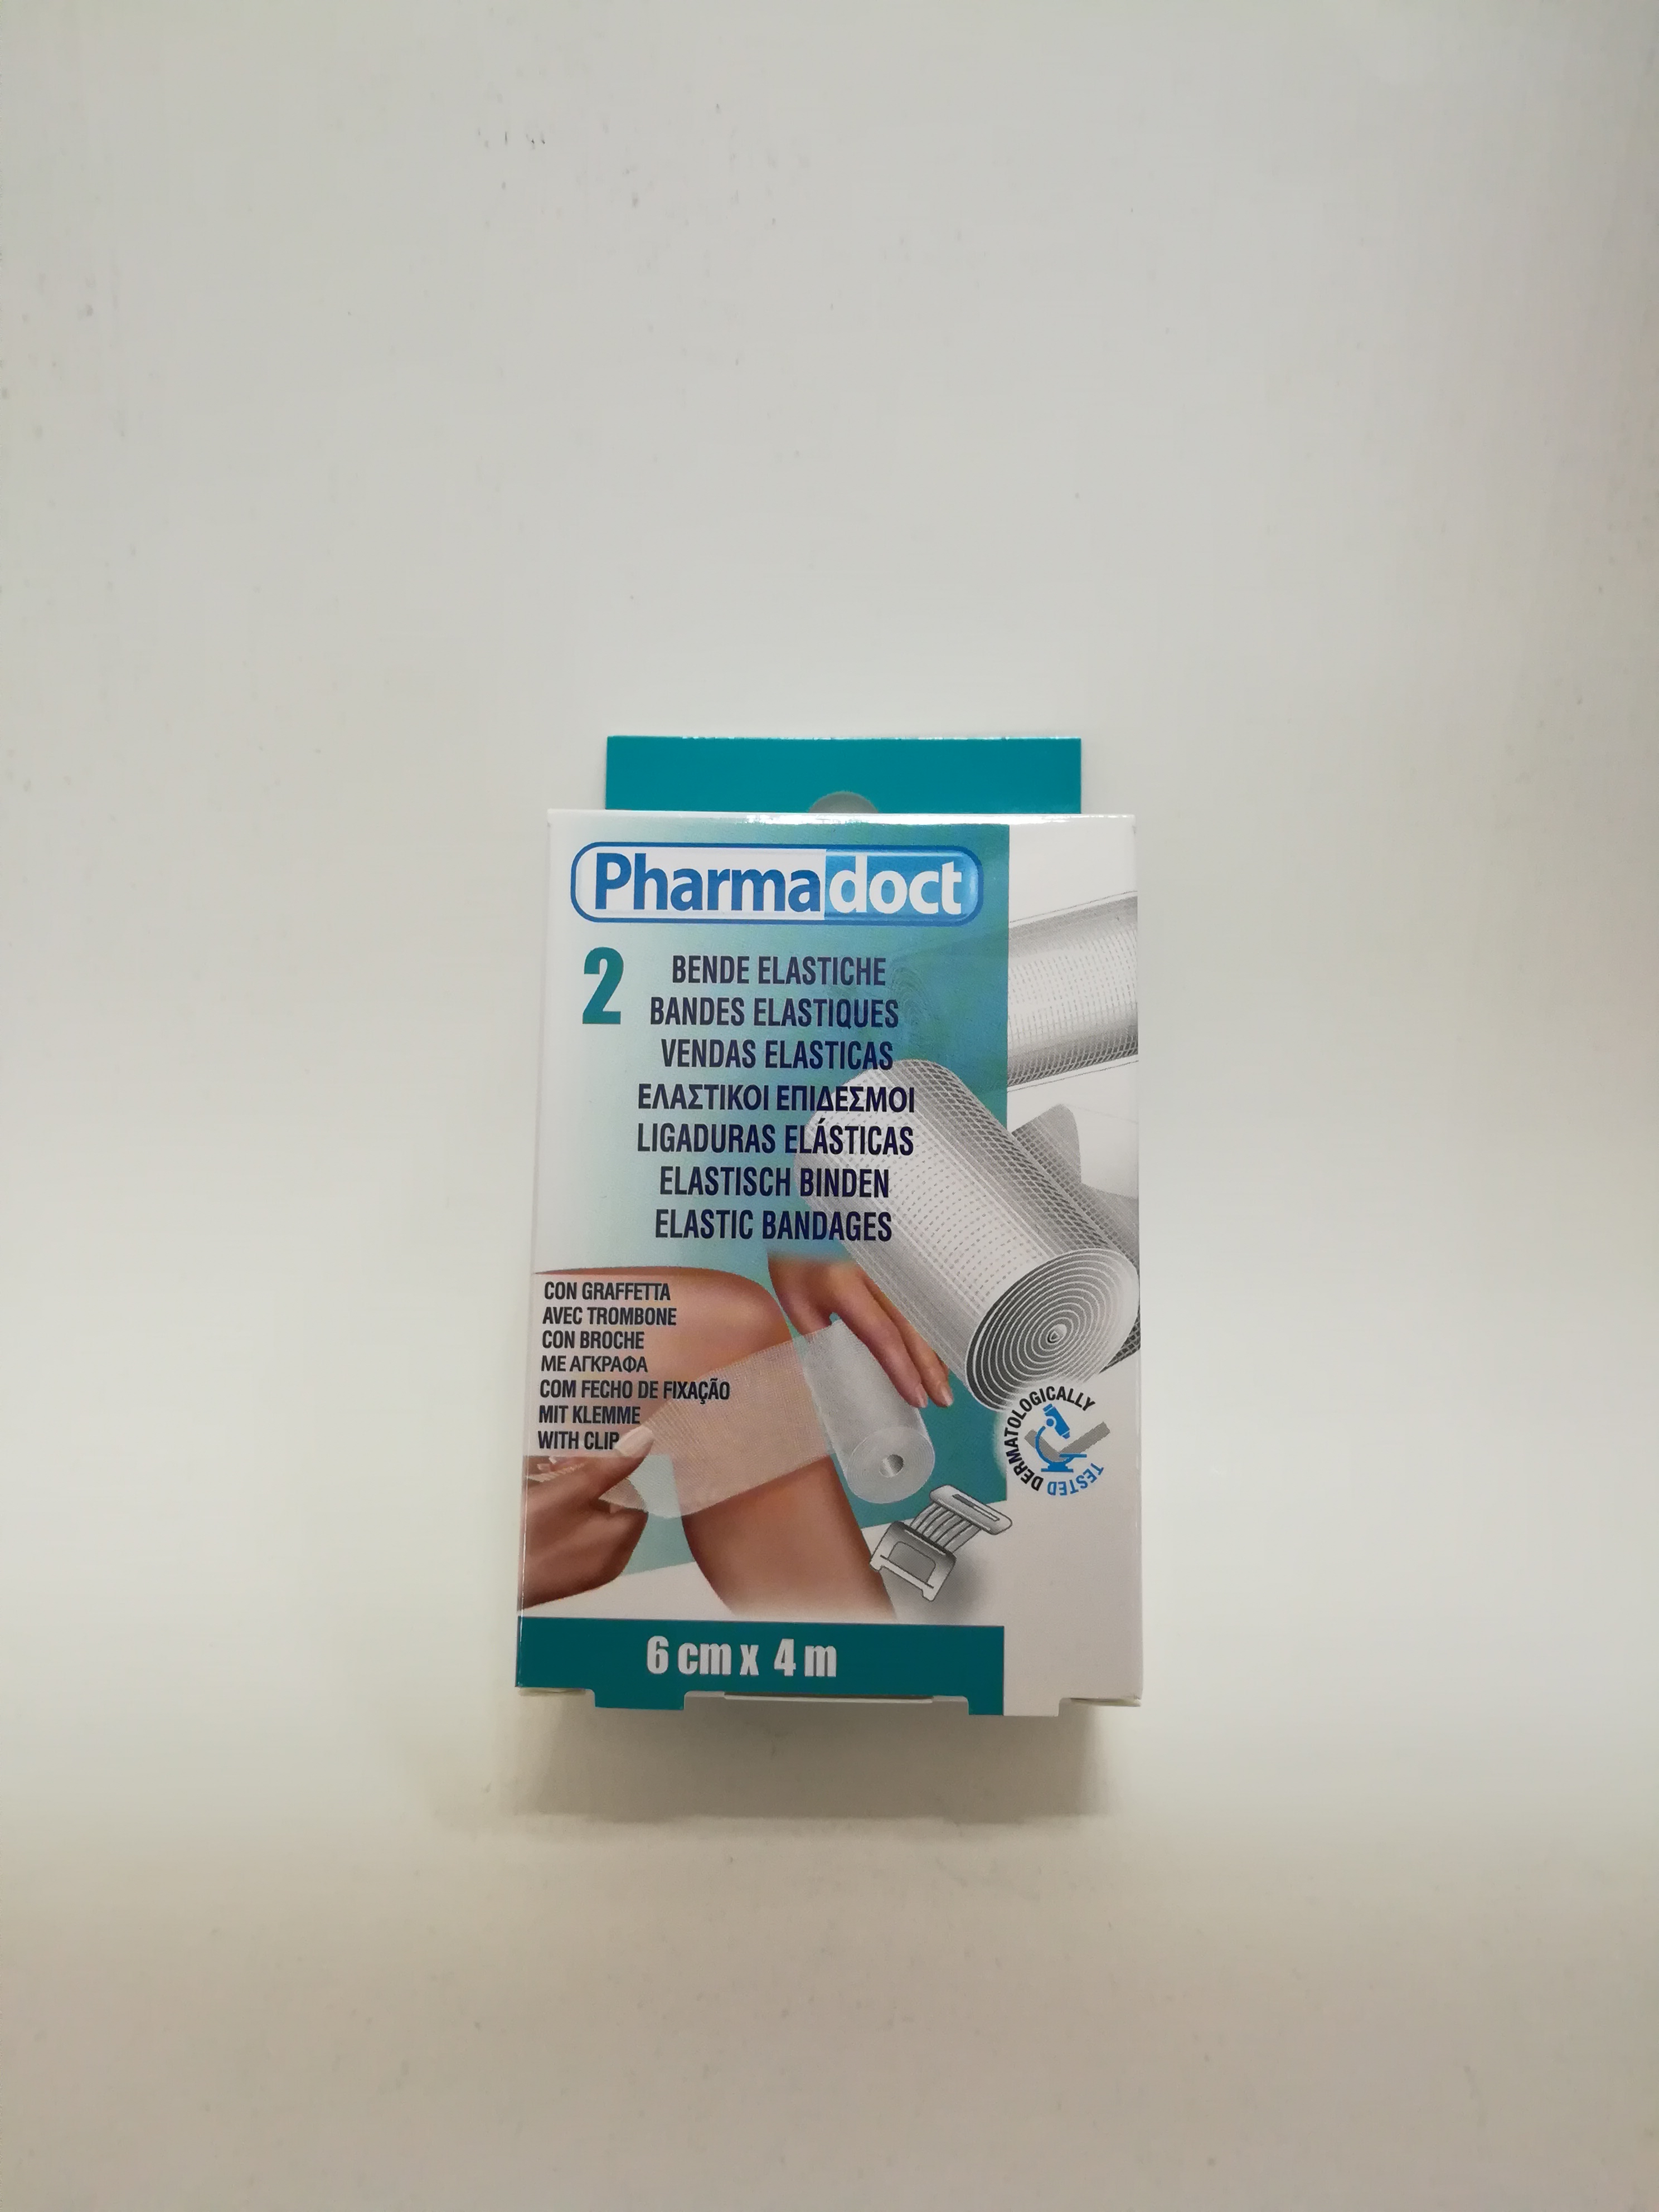 Pharmadoct
2
BENDE ELASTICHE
BANDES ELASTIQUES
VENDAS ELASTICAS
ΕΛΑΣΤΙΚΟΙ ΕΠΙΔΕΣΜΟΙ
LIGADURAS ELÁSTICAS
ELASTISCH BINDEN
ELASTIC BANDAGES
CON GRAFFETTA
AVEC TROMBONE
CON BROCHE
ΜΕ ΑΓΚΡΑΦΑ
COM FECHO DE FIXAÇÃO
MIT KLEMME
WITH CLIP
DERMATOLOGICALLY TESTED
6 cm x 4 m